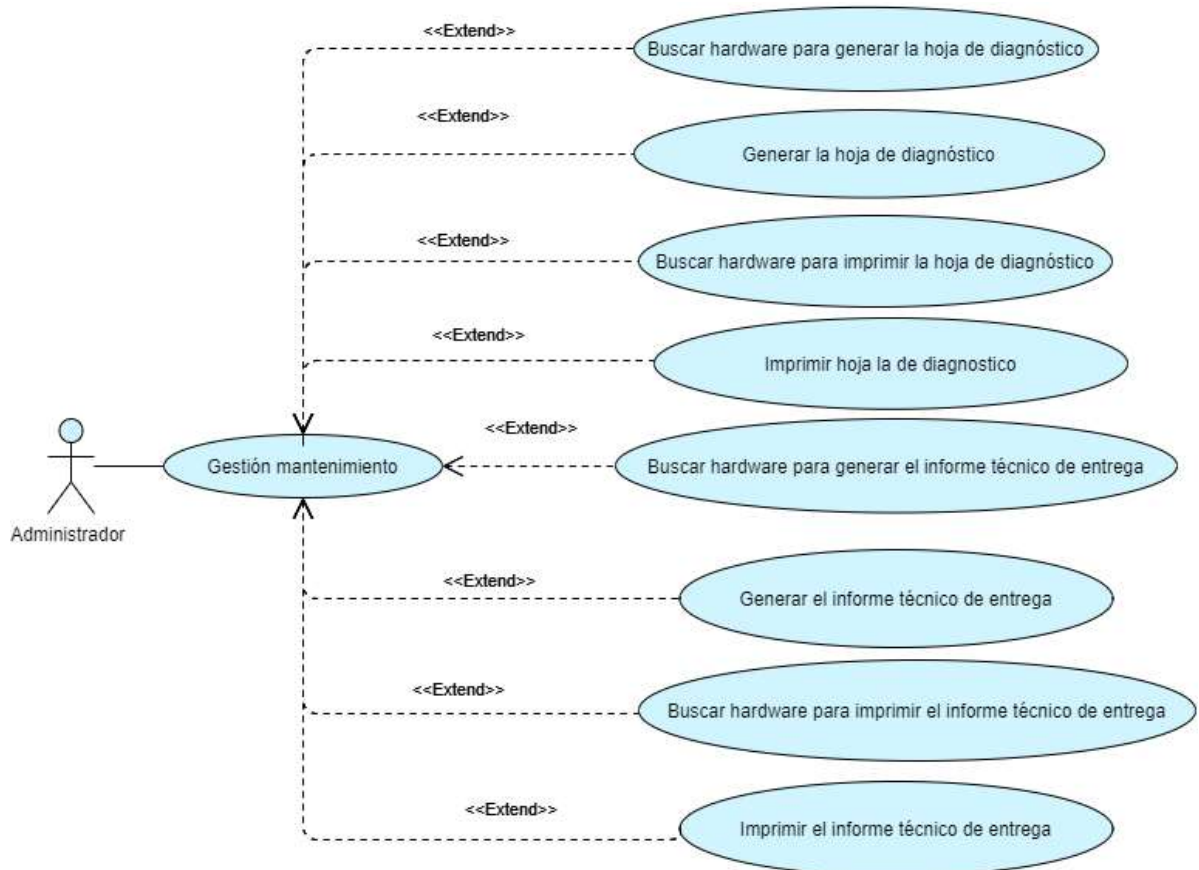 <<Extend>>
Buscar hardware para generar la hoja de diagnóstico
<<Extend>>
Generar la hoja de diagnóstico
<<Extend>>
Buscar hardware para imprimir la hoja de diagnóstico
<<Extend>>
Imprimir hoja la de diagnostico
<<Extend>>
Gestión mantenimiento
Buscar hardware para generar el informe técnico de entrega
Administrador
<<Extend>>
Generar el informe técnico de entrega
<<Extend>>
Buscar hardware para imprimir el informe técnico de entrega
<<Extend>>
Imprimir el informe técnico de entrega